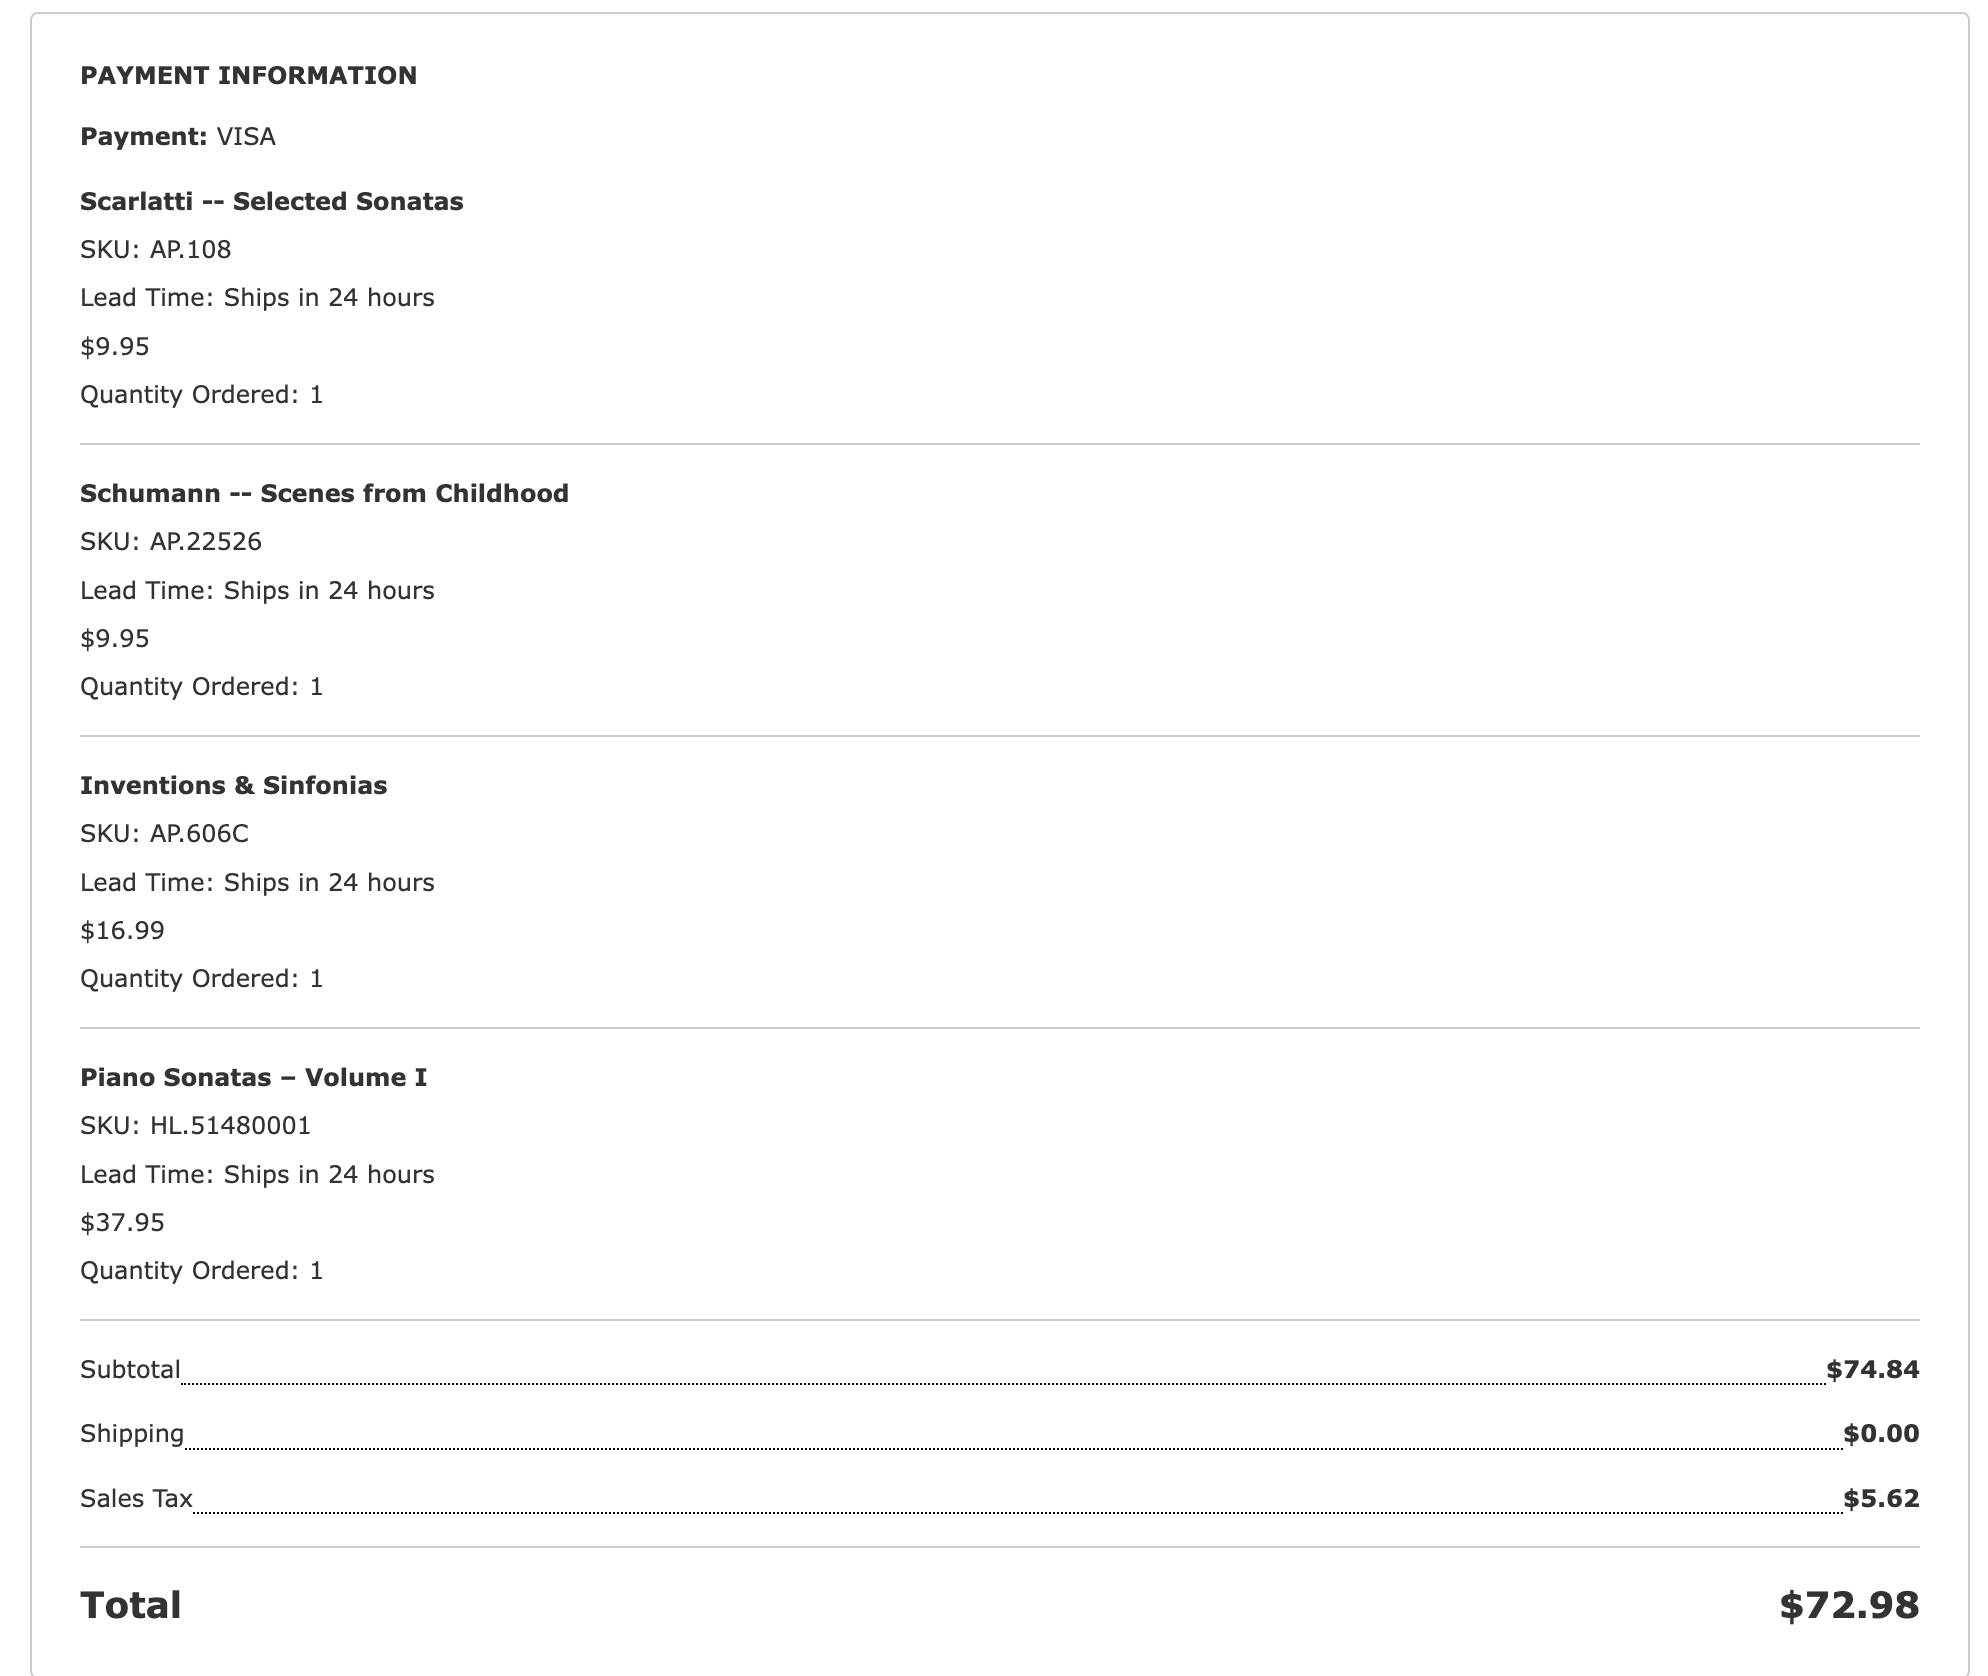 PAYMENT INFORMATION
Payment: VISA
Scarlatti -- Selected Sonatas
SKU: AP.108
Lead Time: Ships in 24 hours
$9.95
Quantity Ordered: 1
Schumann -- Scenes from Childhood
SKU: AP.22526
Lead Time: Ships in 24 hours
$9.95
Quantity Ordered: 1
Inventions & Sinfonias
SKU: AP.606C
Lead Time: Ships in 24 hours
$16.99
Quantity Ordered: 1
Piano Sonatas – Volume I
SKU: HL.51480001
Lead Time: Ships in 24 hours
$37.95
Quantity Ordered: 1
Subtotal $74.84
Shipping $0.00
Sales Tax $5.62
Total $72.98